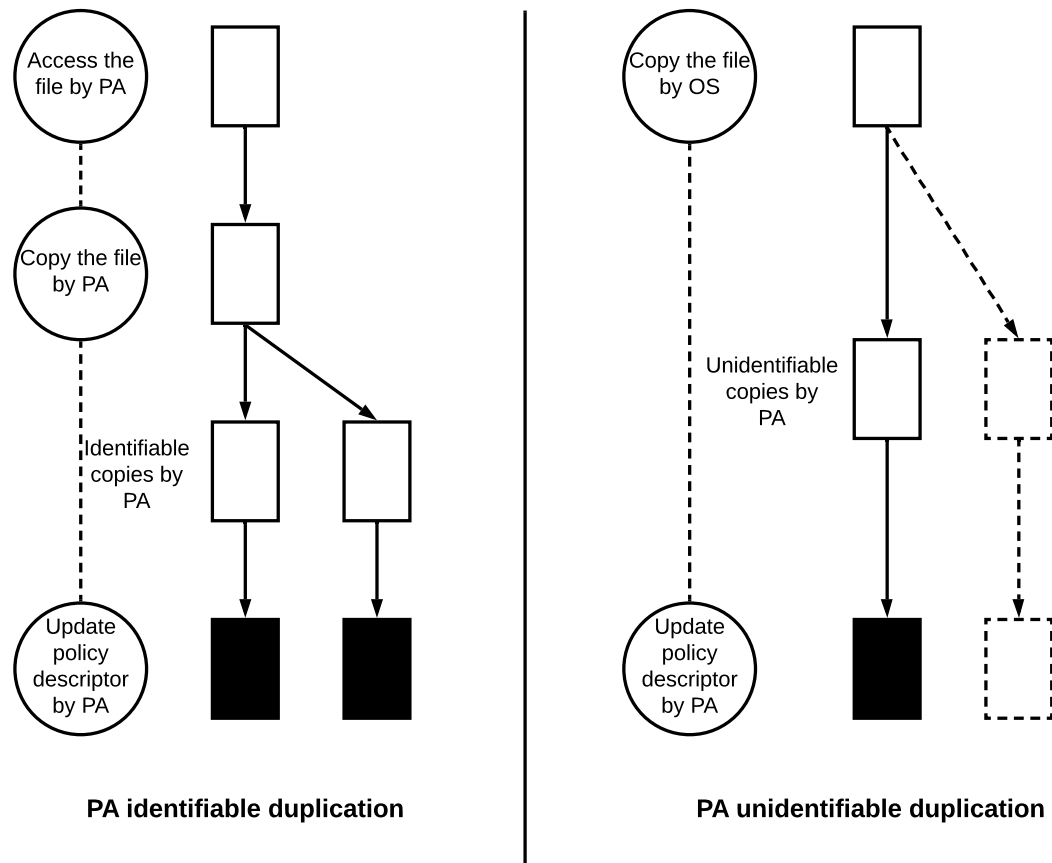 Access the
file by PA
Copy the file
by PA
Identifiable
copies by
PA
Update
policy
descriptor
by PA
PA identifiable duplication
Copy the file
by OS
Unidentifiable
copies by
PA
Update
policy
descriptor
by PA
PA unidentifiable duplication